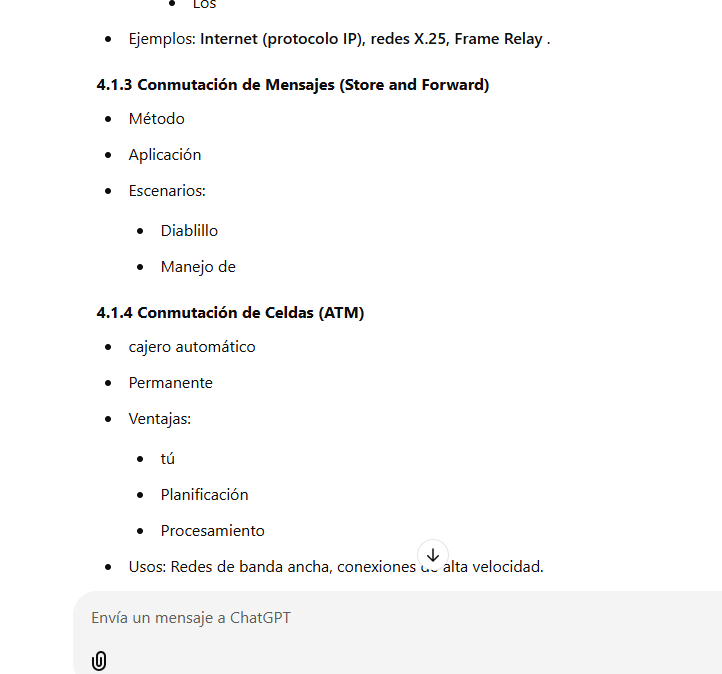 Los
Ejemplos: Internet (protocolo IP), redes X.25, Frame Relay .
4.1.3 Conmutación de Mensajes (Store and Forward)
Método
Aplicación
Escenarios:
Diablillo
Manejo de
4.1.4 Conmutación de Celdas (ATM)
cajero automático
Permanente
Ventajas:
tú
Planificación
Procesamiento
Usos: Redes de banda ancha, conexiones de alta velocidad.
Envía un mensaje a ChatGPT